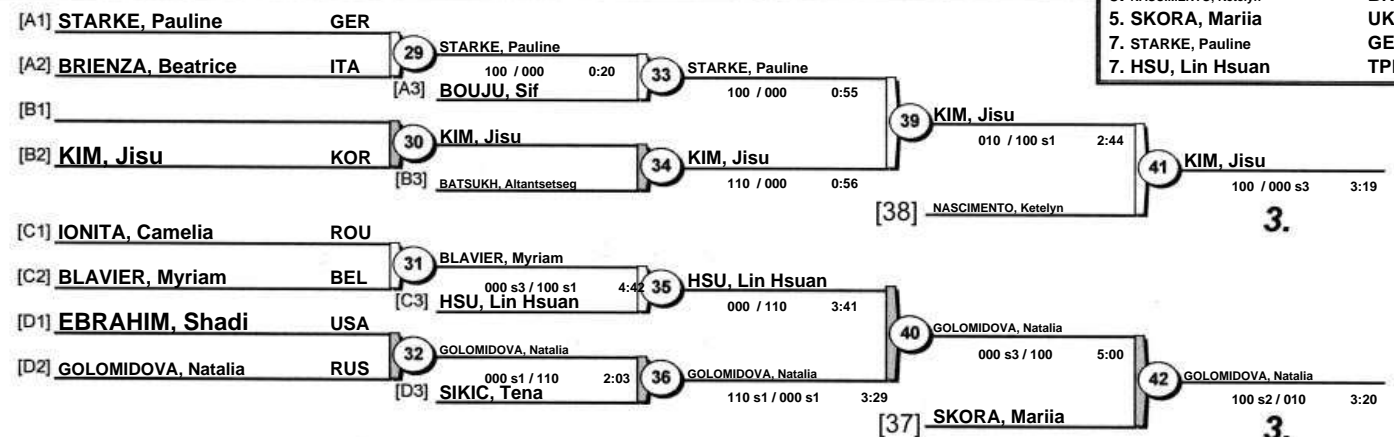 5. SKORA, Mariia
7. STARKE, Pauline
7. HSU, Lin Hsuan
[A1] STARKE, Pauline GER
[A2] BRIENZA, Beatrice ITA
29 STARKE, Pauline
100 / 000 0:20
[A3] BOUJU, Sif
33 STARKE, Pauline
100 / 000 0:55
[B1]
[B2] KIM, Jisu KOR
30 KIM, Jisu
[B3] BATSUKH, Altantsetseg
34 KIM, Jisu
110 / 000 0:56
39 KIM, Jisu
010 / 100 s1 2:44
[38] NASCIMENTO, Ketelyn
41 KIM, Jisu
100 / 000 s3 3:19
3.
[C1] IONITA, Camelia ROU
[C2] BLAVIER, Myriam BEL
31 BLAVIER, Myriam
000 s3 / 100 s1 4:42
[C3] HSU, Lin Hsuan
35 HSU, Lin Hsuan
000 / 110 3:41
[D1] EBRAHIM, Shadi USA
[D2] GOLOMIDOVA, Natalia RUS
32 GOLOMIDOVA, Natalia
000 s1 / 110 2:03
[D3] SIKIC, Tena
36 GOLOMIDOVA, Natalia
110 s1 / 000 s1 3:29
40 GOLOMIDOVA, Natalia
000 s3 / 100 5:00
[37] SKORA, Mariia
42 GOLOMIDOVA, Natalia
100 s2 / 010 3:20
3.